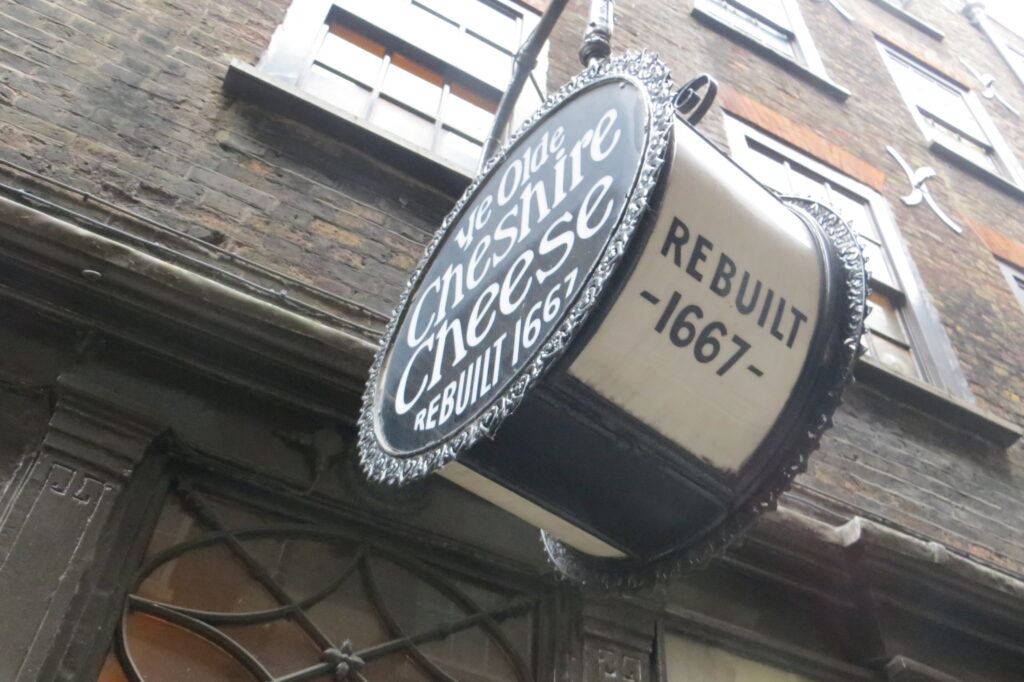 ye Olde
Cheshire
Cheese
REBUILT 1667
REBUILT
-1667-